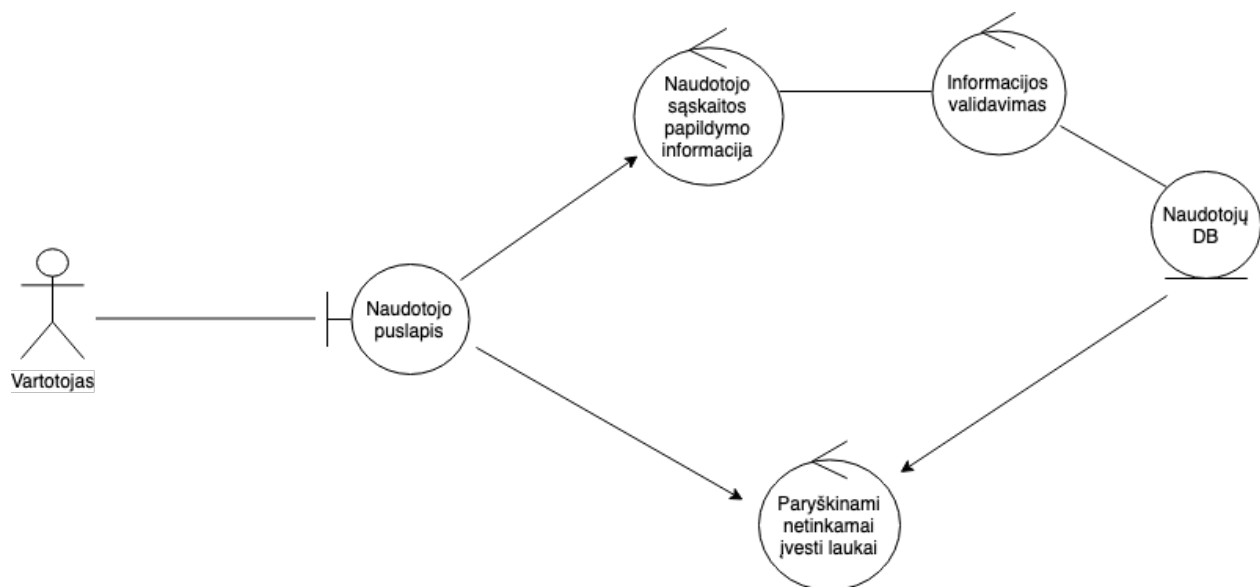 Naudotojo
sąskaitos
papildymo
informacija
Informacijos
validavimas
Naudotojų
DB
Naudotojo
puslapis
Vartotojas
Paryškinami
netinkamai
įvesti laukai